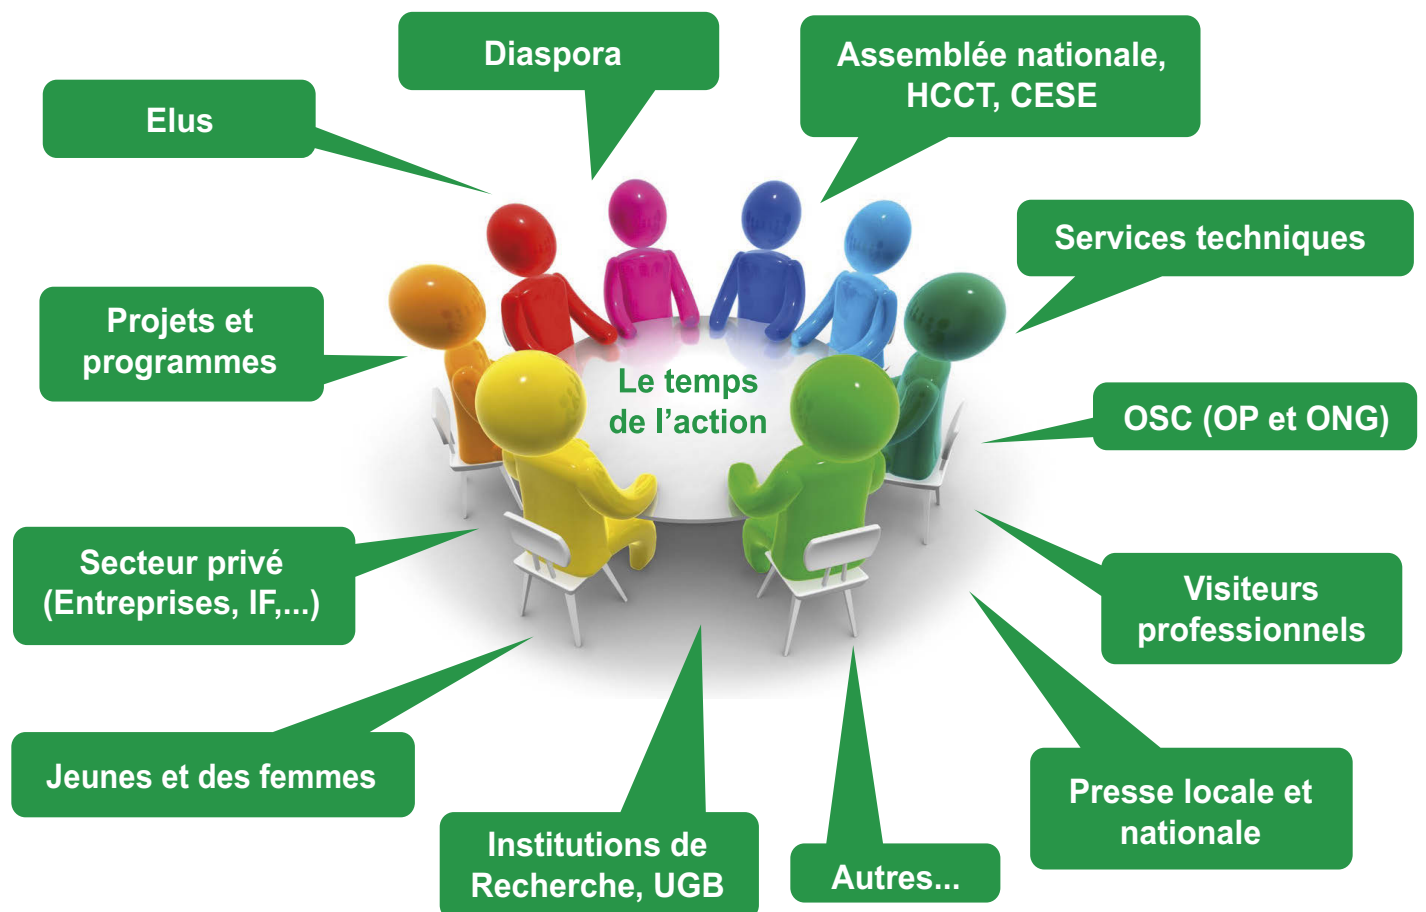 Diaspora
Assemblée nationale,
HCCT, CESE
Elus
Services techniques
Projets et
programmes
Le temps
de l’action
OSC (OP et ONG)
Secteur privé
(Entreprises, IF,...)
Visiteurs
professionnels
Jeunes et des femmes
Presse locale et
nationale
Institutions de
Recherche, UGB
Autres...